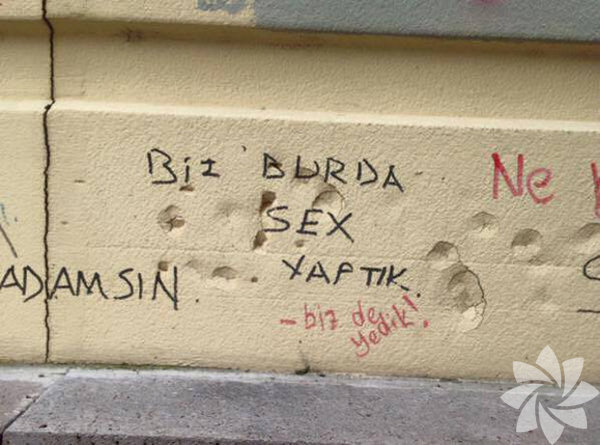 BiZ BURDA
SEX
YAPTIK.
- biz de
yedik!
ADAMSIN.
Ne